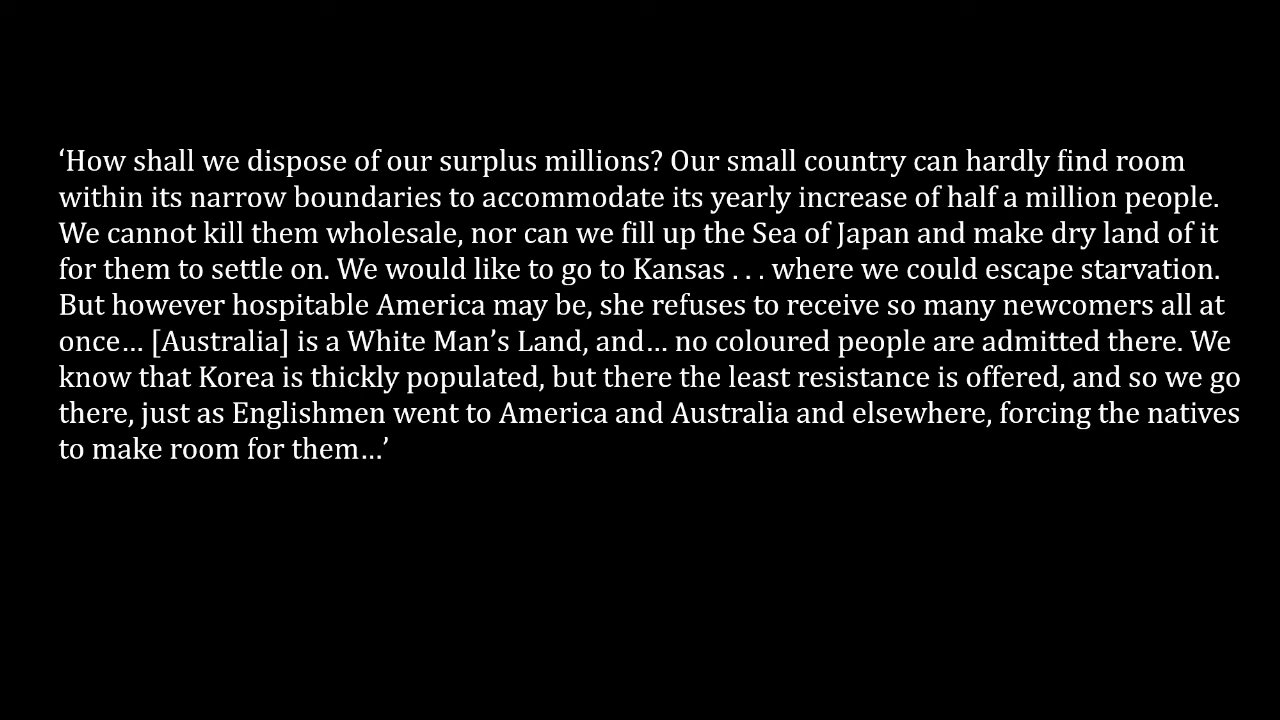 ‘How shall we dispose of our surplus millions? Our small country can hardly find room
within its narrow boundaries to accommodate its yearly increase of half a million people.
We cannot kill them wholesale, nor can we fill up the Sea of Japan and make dry land of it
for them to settle on. We would like to go to Kansas . . . where we could escape starvation.
But however hospitable America may be, she refuses to receive so many newcomers all at
once… [Australia] is a White Man’s Land, and… no coloured people are admitted there. We
know that Korea is thickly populated, but there the least resistance is offered, and so we go
there, just as Englishmen went to America and Australia and elsewhere, forcing the natives
to make room for them…’